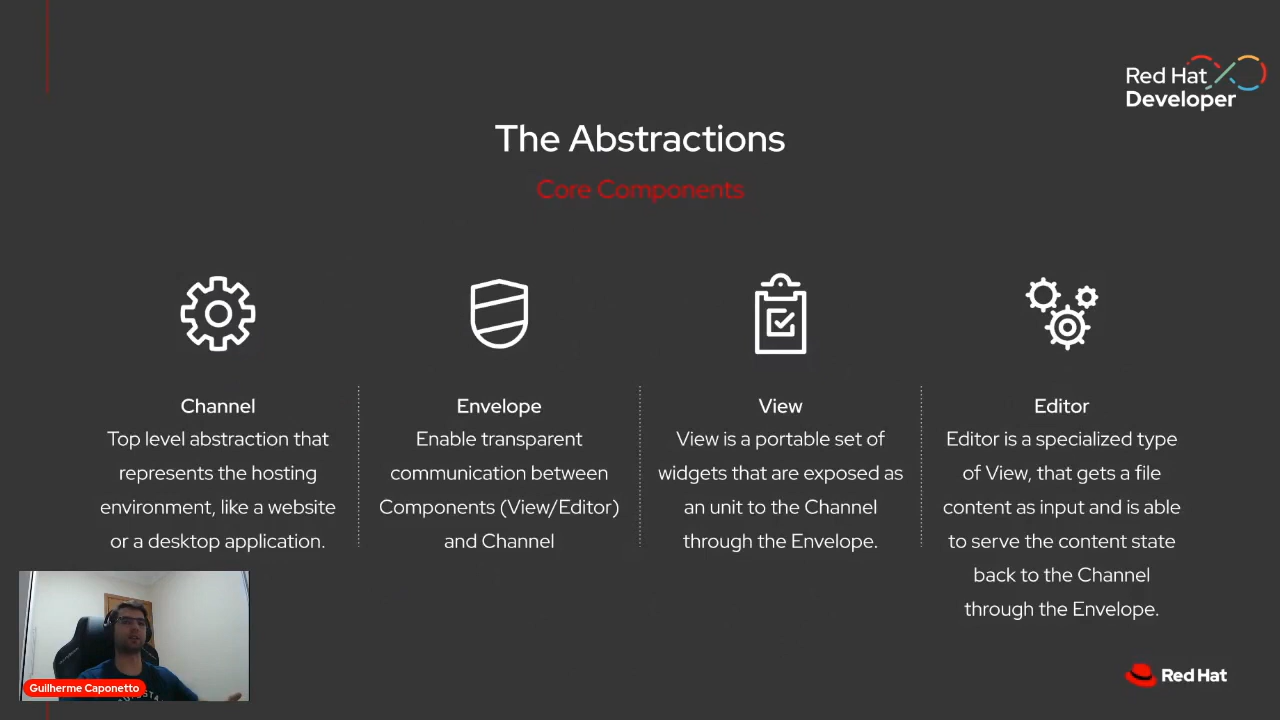 Red Hat
Developer
The Abstractions
Core Components
Channel
Top level abstraction that
represents the hosting
environment, like a website
or a desktop application.
Envelope
Enable transparent
communication between
Components (View/Editor)
and Channel
View
View is a portable set of
widgets that are exposed as
an unit to the Channel
through the Envelope.
Editor
Editor is a specialized type
of View, that gets a file
content as input and is able
to serve the content state
back to the Channel
through the Envelope.
Guilherme Caponetto
Red Hat